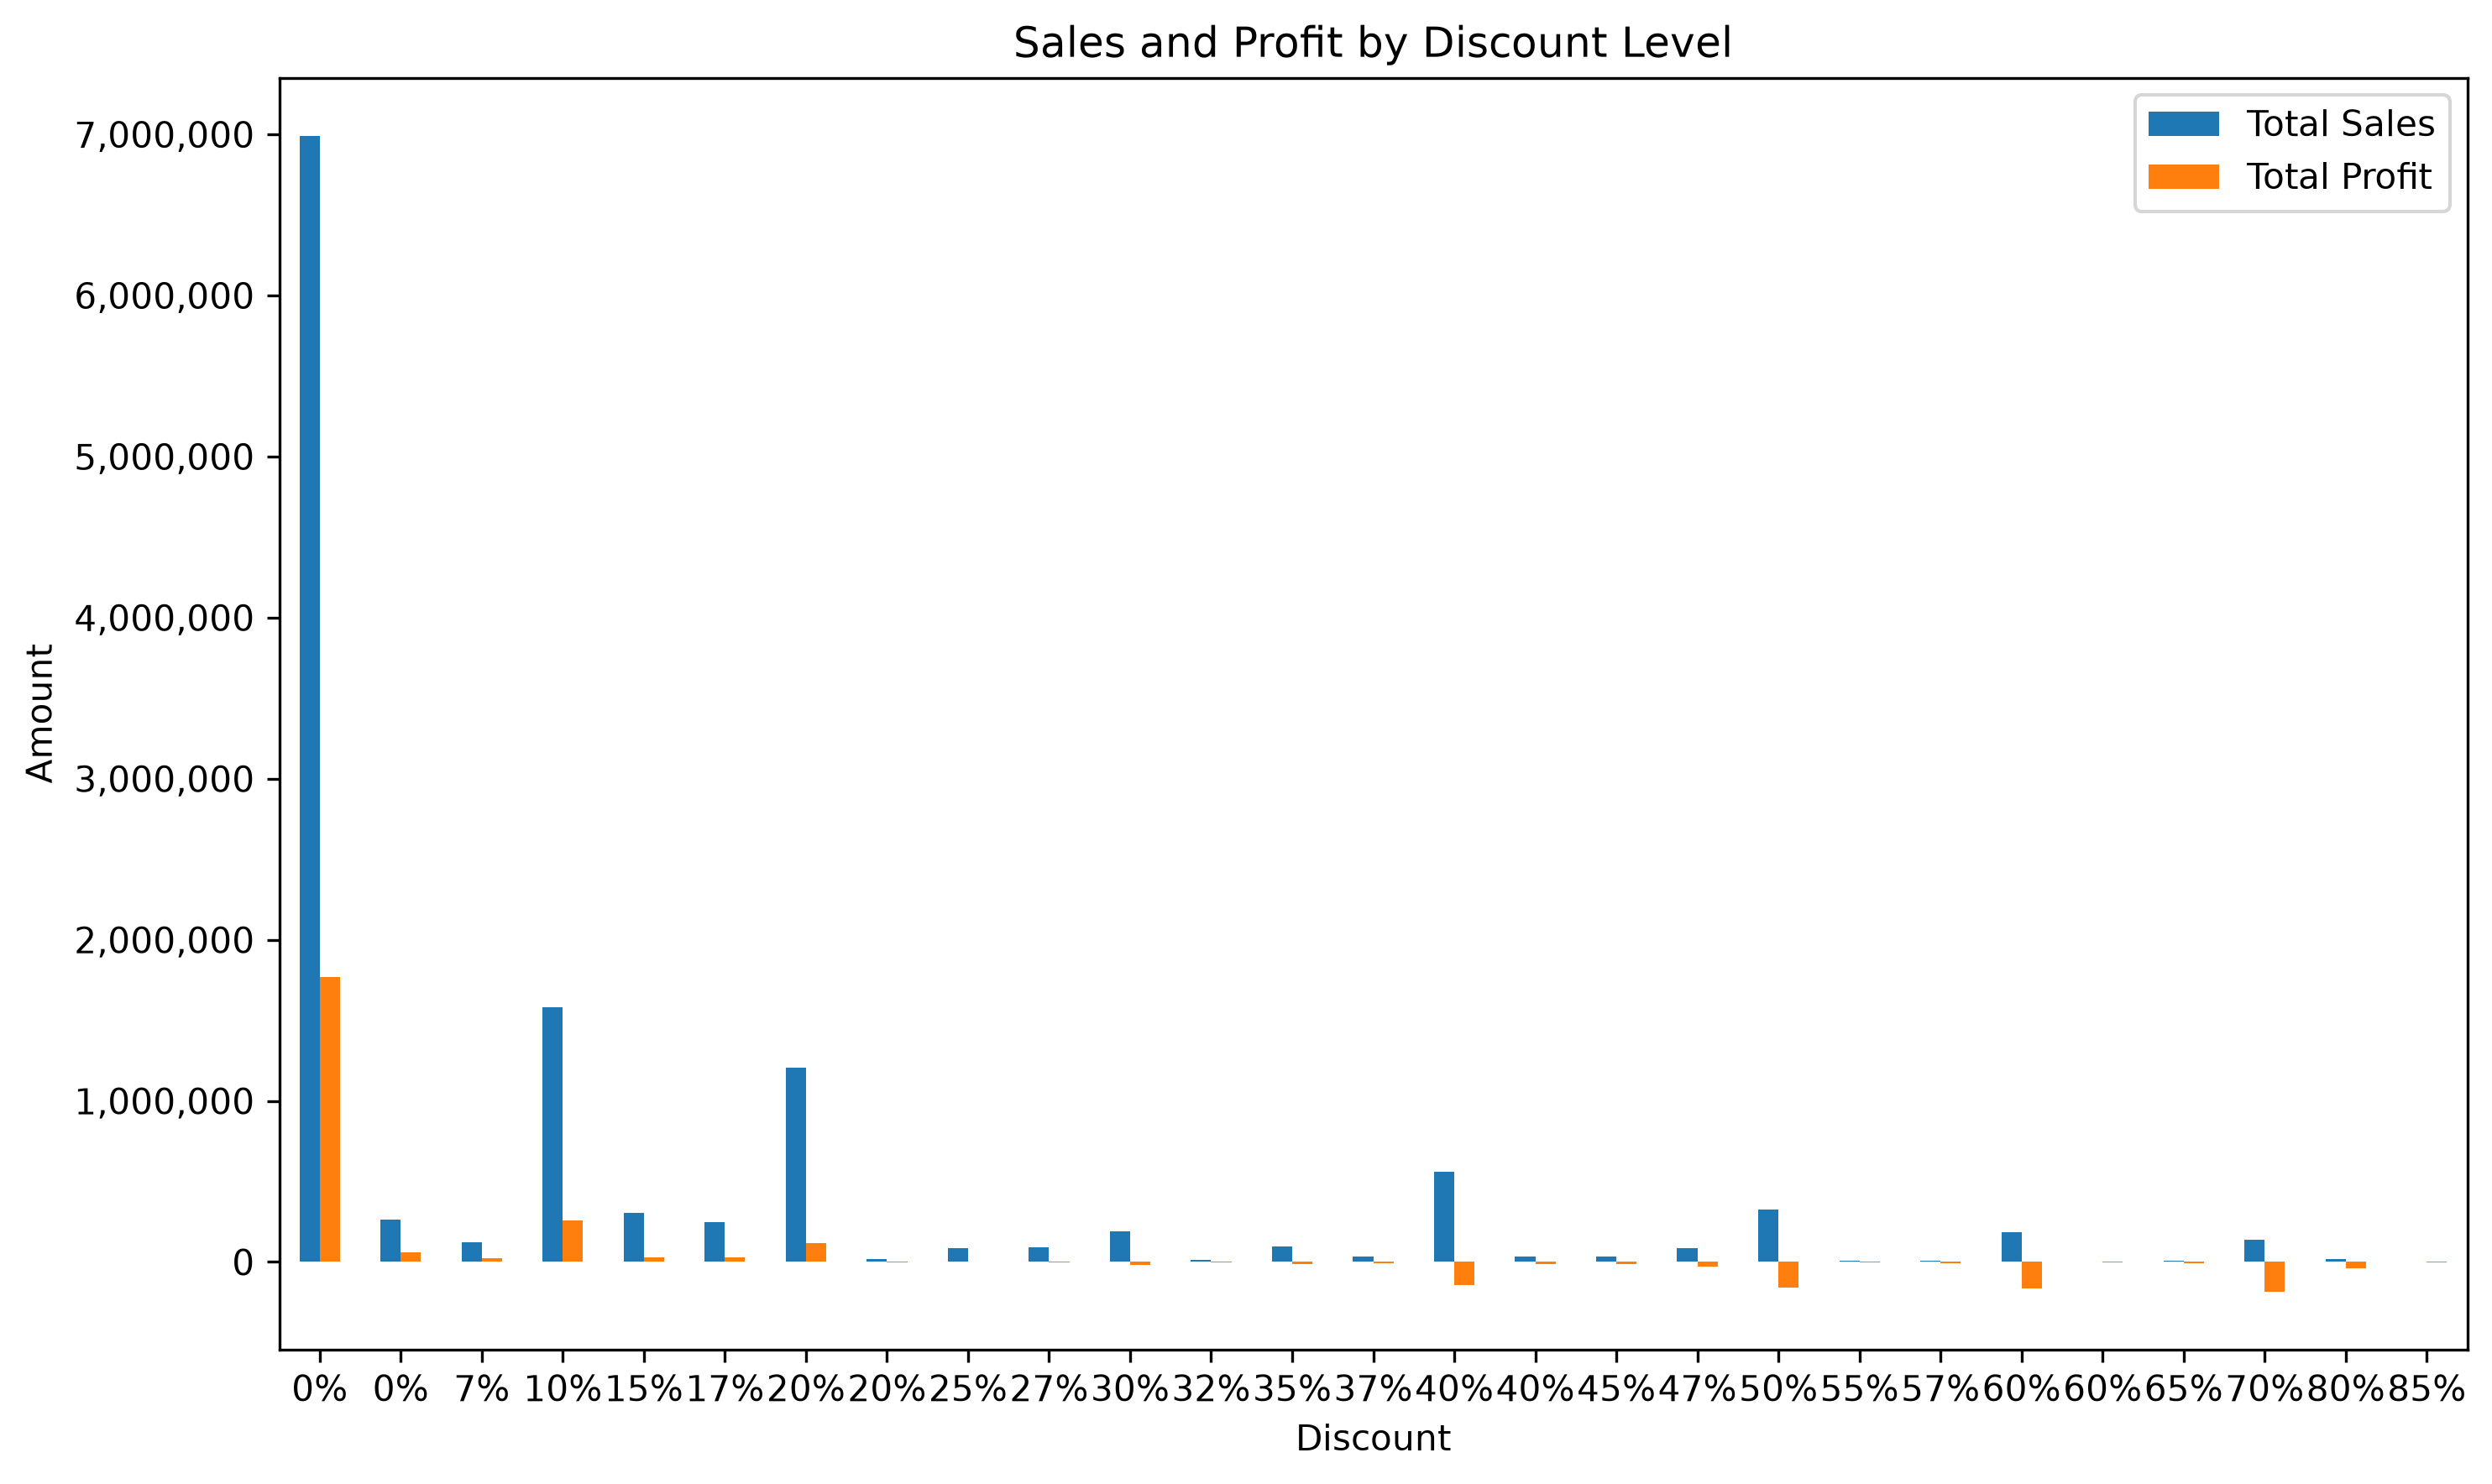 Sales and Profit by Discount Level
Total Sales
Total Profit
Amount
7,000,000
6,000,000
5,000,000
4,000,000
3,000,000
2,000,000
1,000,000
0
0% 0% 7% 10% 15% 17% 20% 20% 25% 27% 30% 32% 35% 37% 40% 40% 45% 47% 50% 55% 57% 60% 60% 65% 70% 80% 85%
Discount